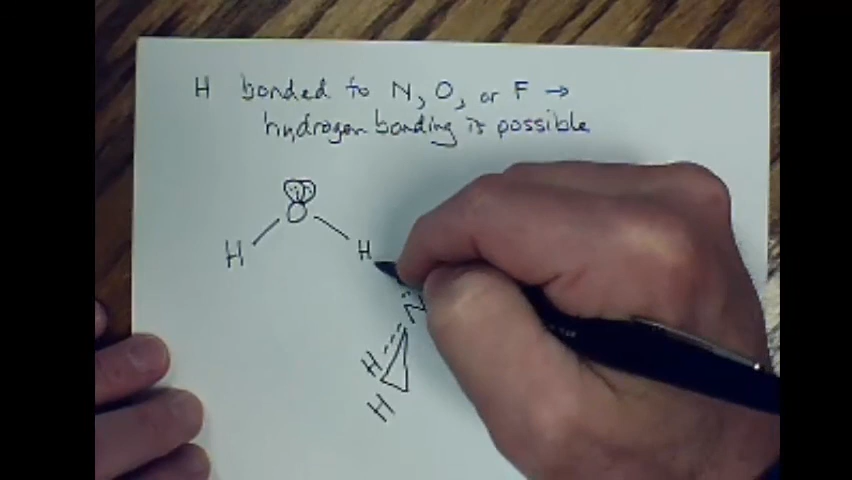 H bonded to N, O, or F →
hydrogen bonding is possible
O
H H
N
H
H